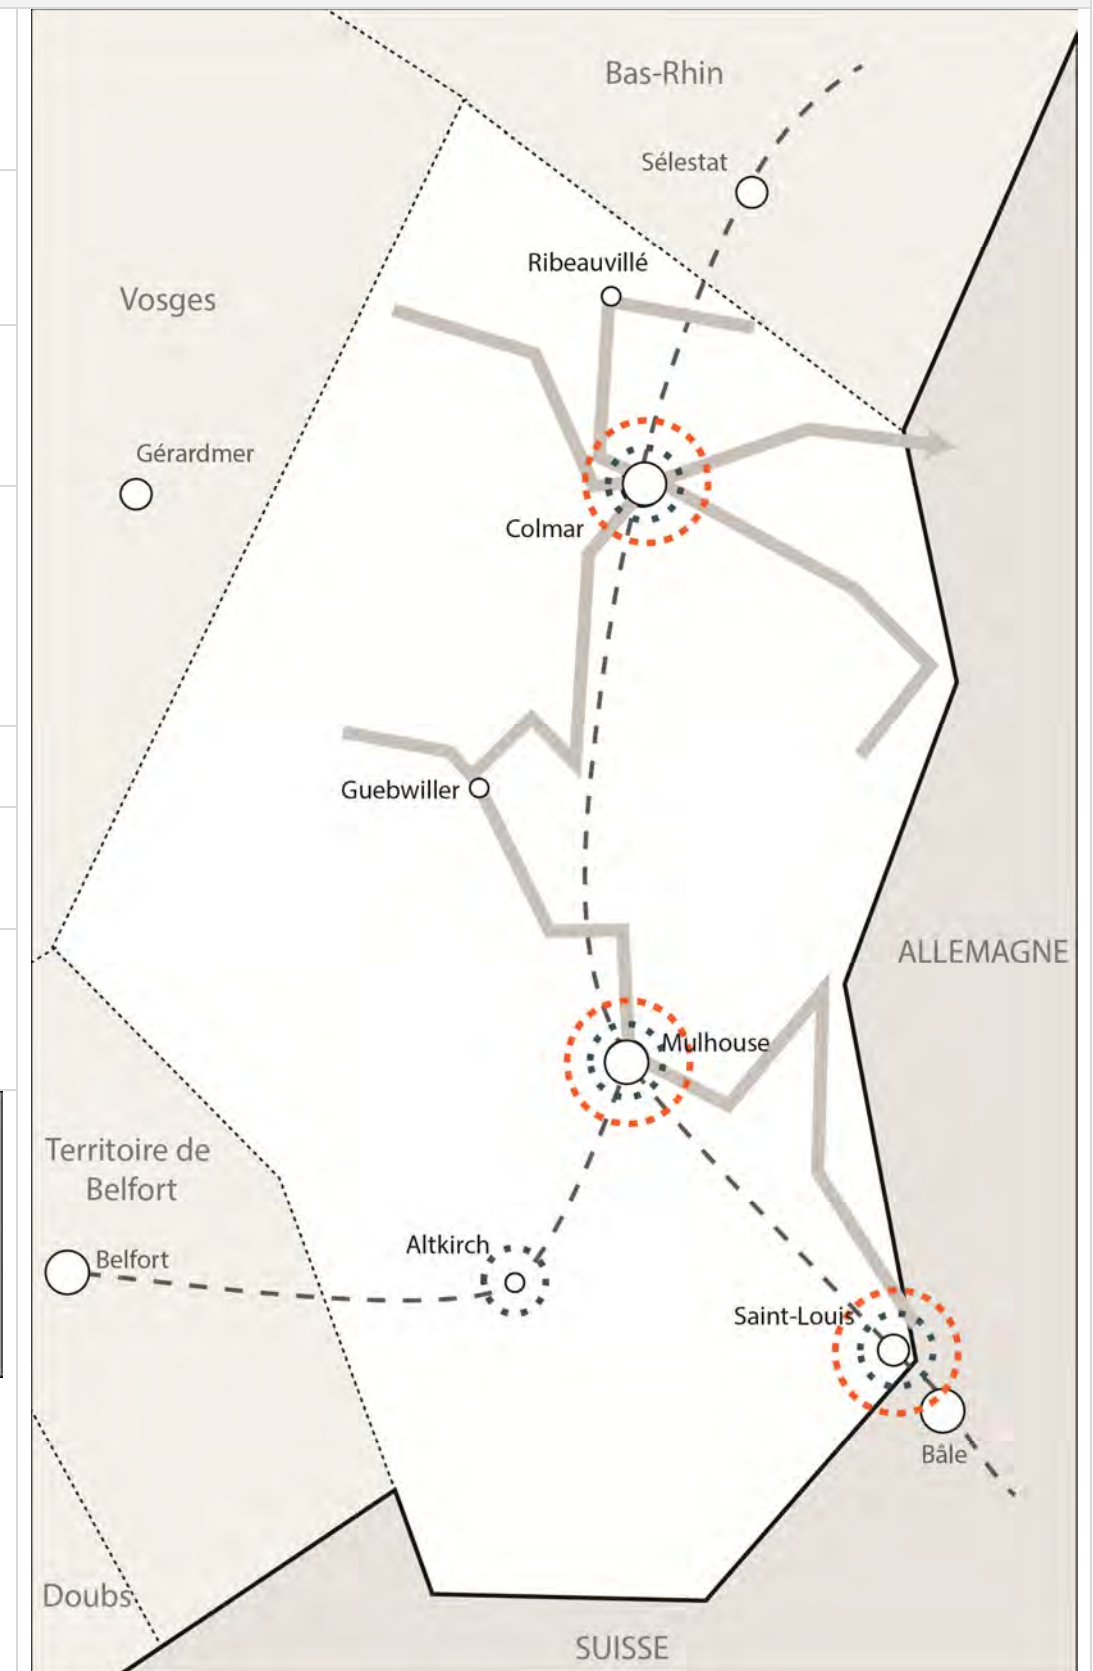 Bas-Rhin
Sélestat
Ribeauvillé
Vosges
Gérardmer
Colmar
Guebwiller
ALLEMAGNE
Mulhouse
Territoire de
Belfort
Altkirch
Belfort
Saint-Louis
Bâle
Doubs
SUISSE